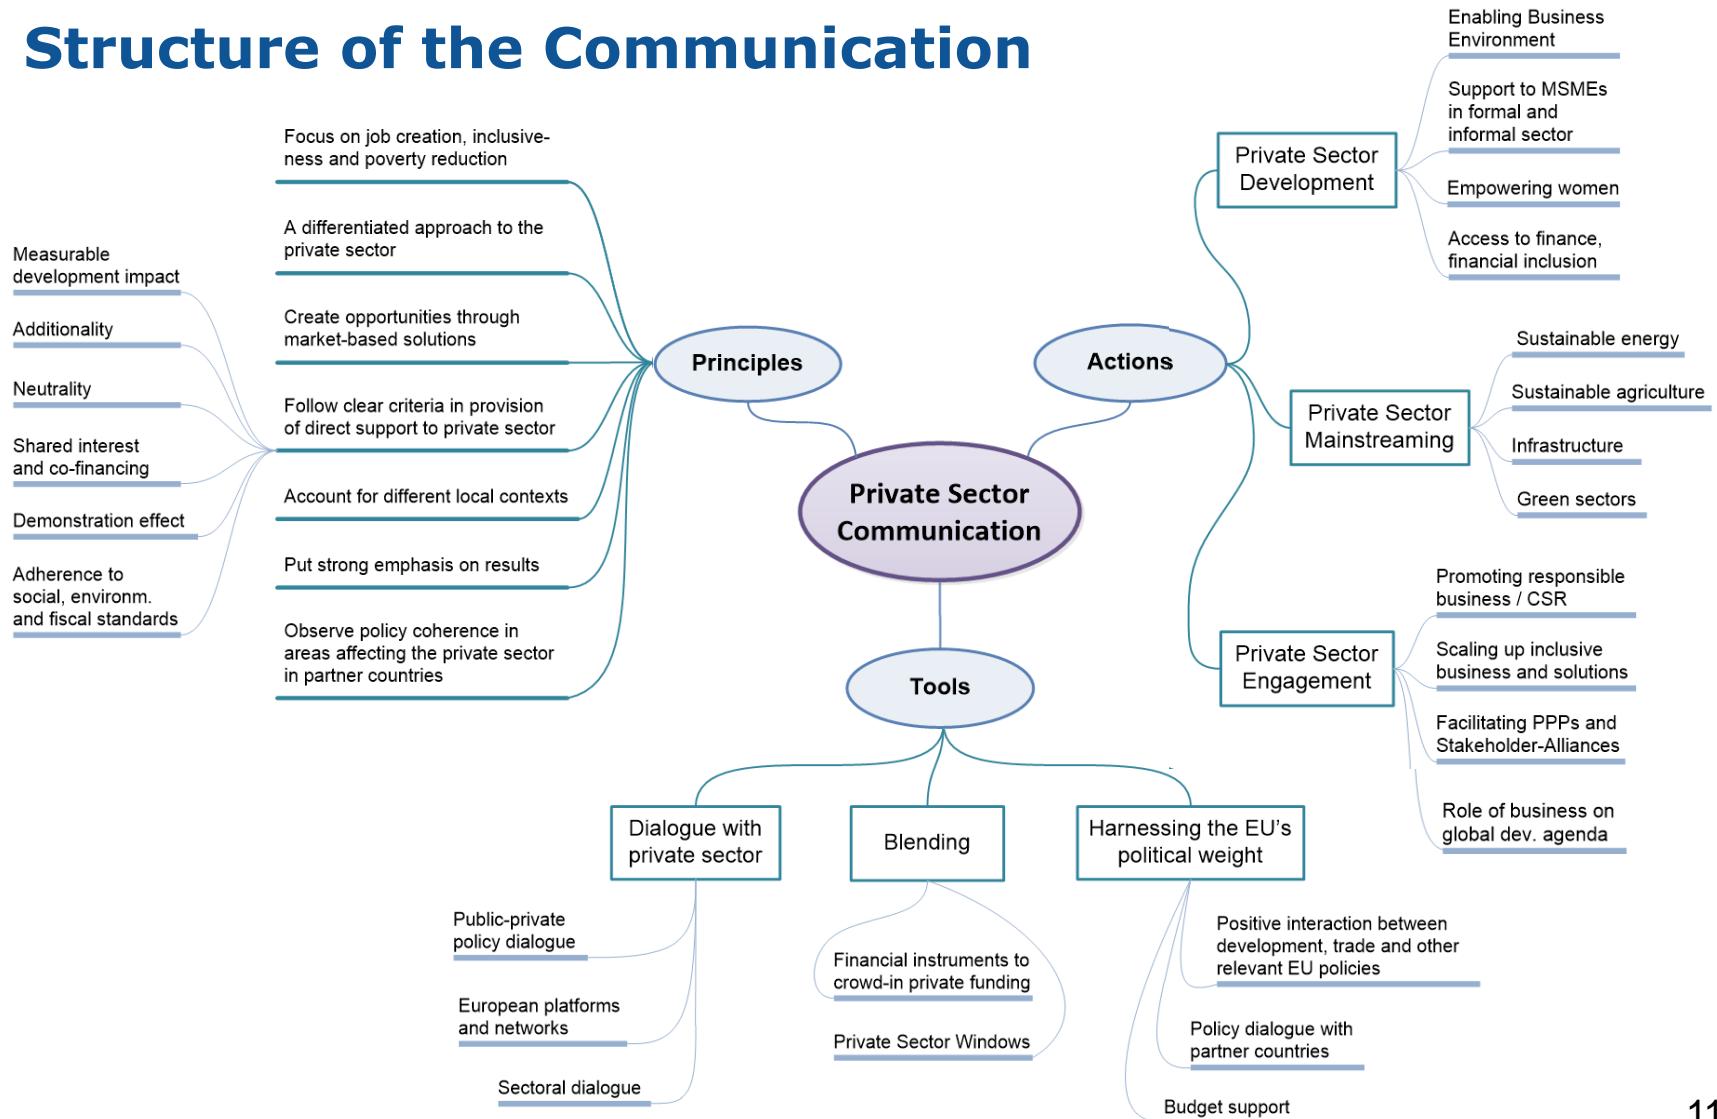 Structure of the Communication
Focus on job creation, inclusive-
ness and poverty reduction
A differentiated approach to the
private sector
Create opportunities through
market-based solutions
Follow clear criteria in provision
of direct support to private sector
Account for different local contexts
Put strong emphasis on results
Observe policy coherence in
areas affecting the private sector
in partner countries
Measurable
development impact
Additionality
Neutrality
Shared interest
and co-financing
Demonstration effect
Adherence to
social, environm.
and fiscal standards
Principles
Actions
Private Sector
Communication
Tools
Private Sector
Development
Enabling Business
Environment
Support to MSMEs
in formal and
informal sector
Empowering women
Access to finance,
financial inclusion
Private Sector
Mainstreaming
Sustainable energy
Sustainable agriculture
Infrastructure
Green sectors
Private Sector
Engagement
Promoting responsible
business / CSR
Scaling up inclusive
business and solutions
Facilitating PPPs and
Stakeholder-Alliances
Role of business on
global dev. agenda
Dialogue with
private sector
Public-private
policy dialogue
European platforms
and networks
Sectoral dialogue
Blending
Financial instruments to
crowd-in private funding
Private Sector Windows
Harnessing the EU’s
political weight
Positive interaction between
development, trade and other
relevant EU policies
Policy dialogue with
partner countries
Budget support
11